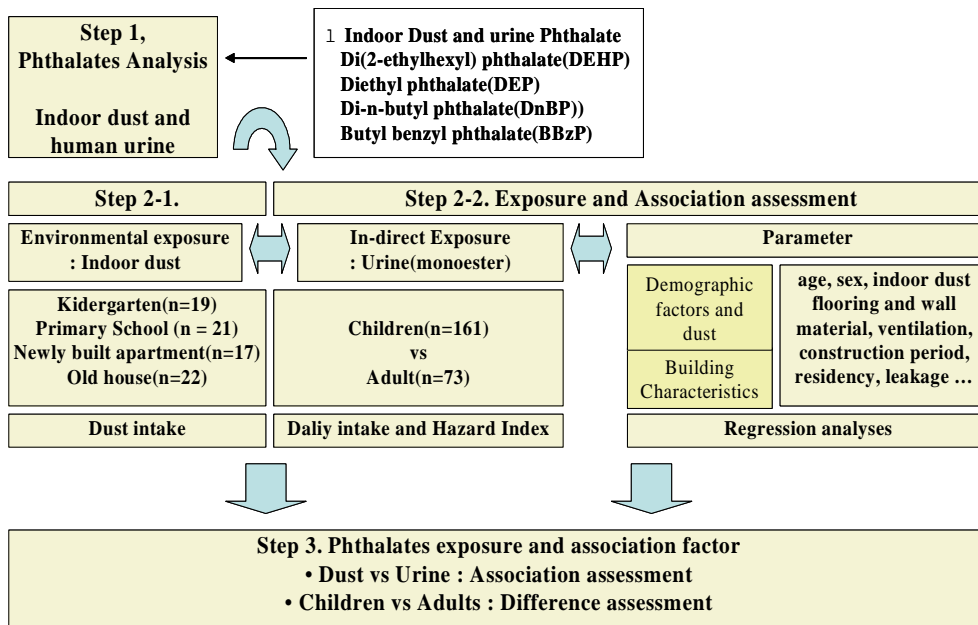 Step 1,
Phthalates Analysis
Indoor dust and
human urine
1 Indoor Dust and urine Phthalate
Di(2-ethylhexyl) phthalate(DEHP)
Diethyl phthalate(DEP)
Di-n-butyl phthalate(DnBP))
Butyl benzyl phthalate(BBzP)
Step 2-1.
Step 2-2. Exposure and Association assessment
Environmental exposure
: Indoor dust
In-direct Exposure
: Urine(monoester)
Parameter
Kidergarten(n=19)
Primary School (n = 21)
Newly built apartment(n=17)
Old house(n=22)
Children(n=161)
vs
Adult(n=73)
Demographic
factors and
dust
Building
Characteristics
age, sex, indoor dust
flooring and wall
material, ventilation,
construction period,
residency, leakage ...
Dust intake
Daliy intake and Hazard Index
Regression analyses
Step 3. Phthalates exposure and association factor
• Dust vs Urine : Association assessment
• Children vs Adults : Difference assessment